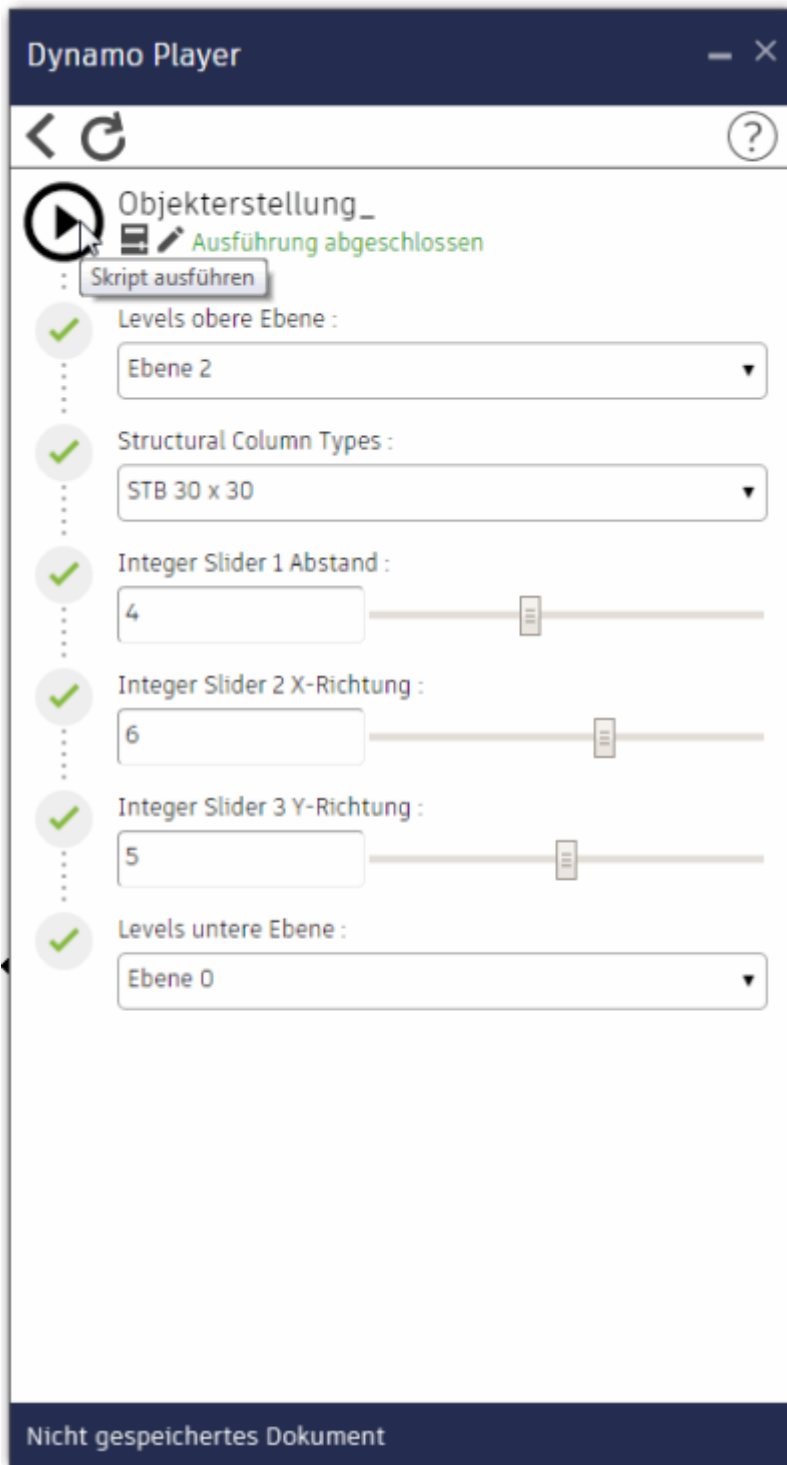 Dynamo Player
?
Objekterstellung_
Ausführung abgeschlossen
Skript ausführen
Levels obere Ebene :
Ebene 2
Structural Column Types :
STB 30 x 30
Integer Slider 1 Abstand :
4
Integer Slider 2 X-Richtung :
6
Integer Slider 3 Y-Richtung :
5
Levels untere Ebene :
Ebene 0
Nicht gespeichertes Dokument